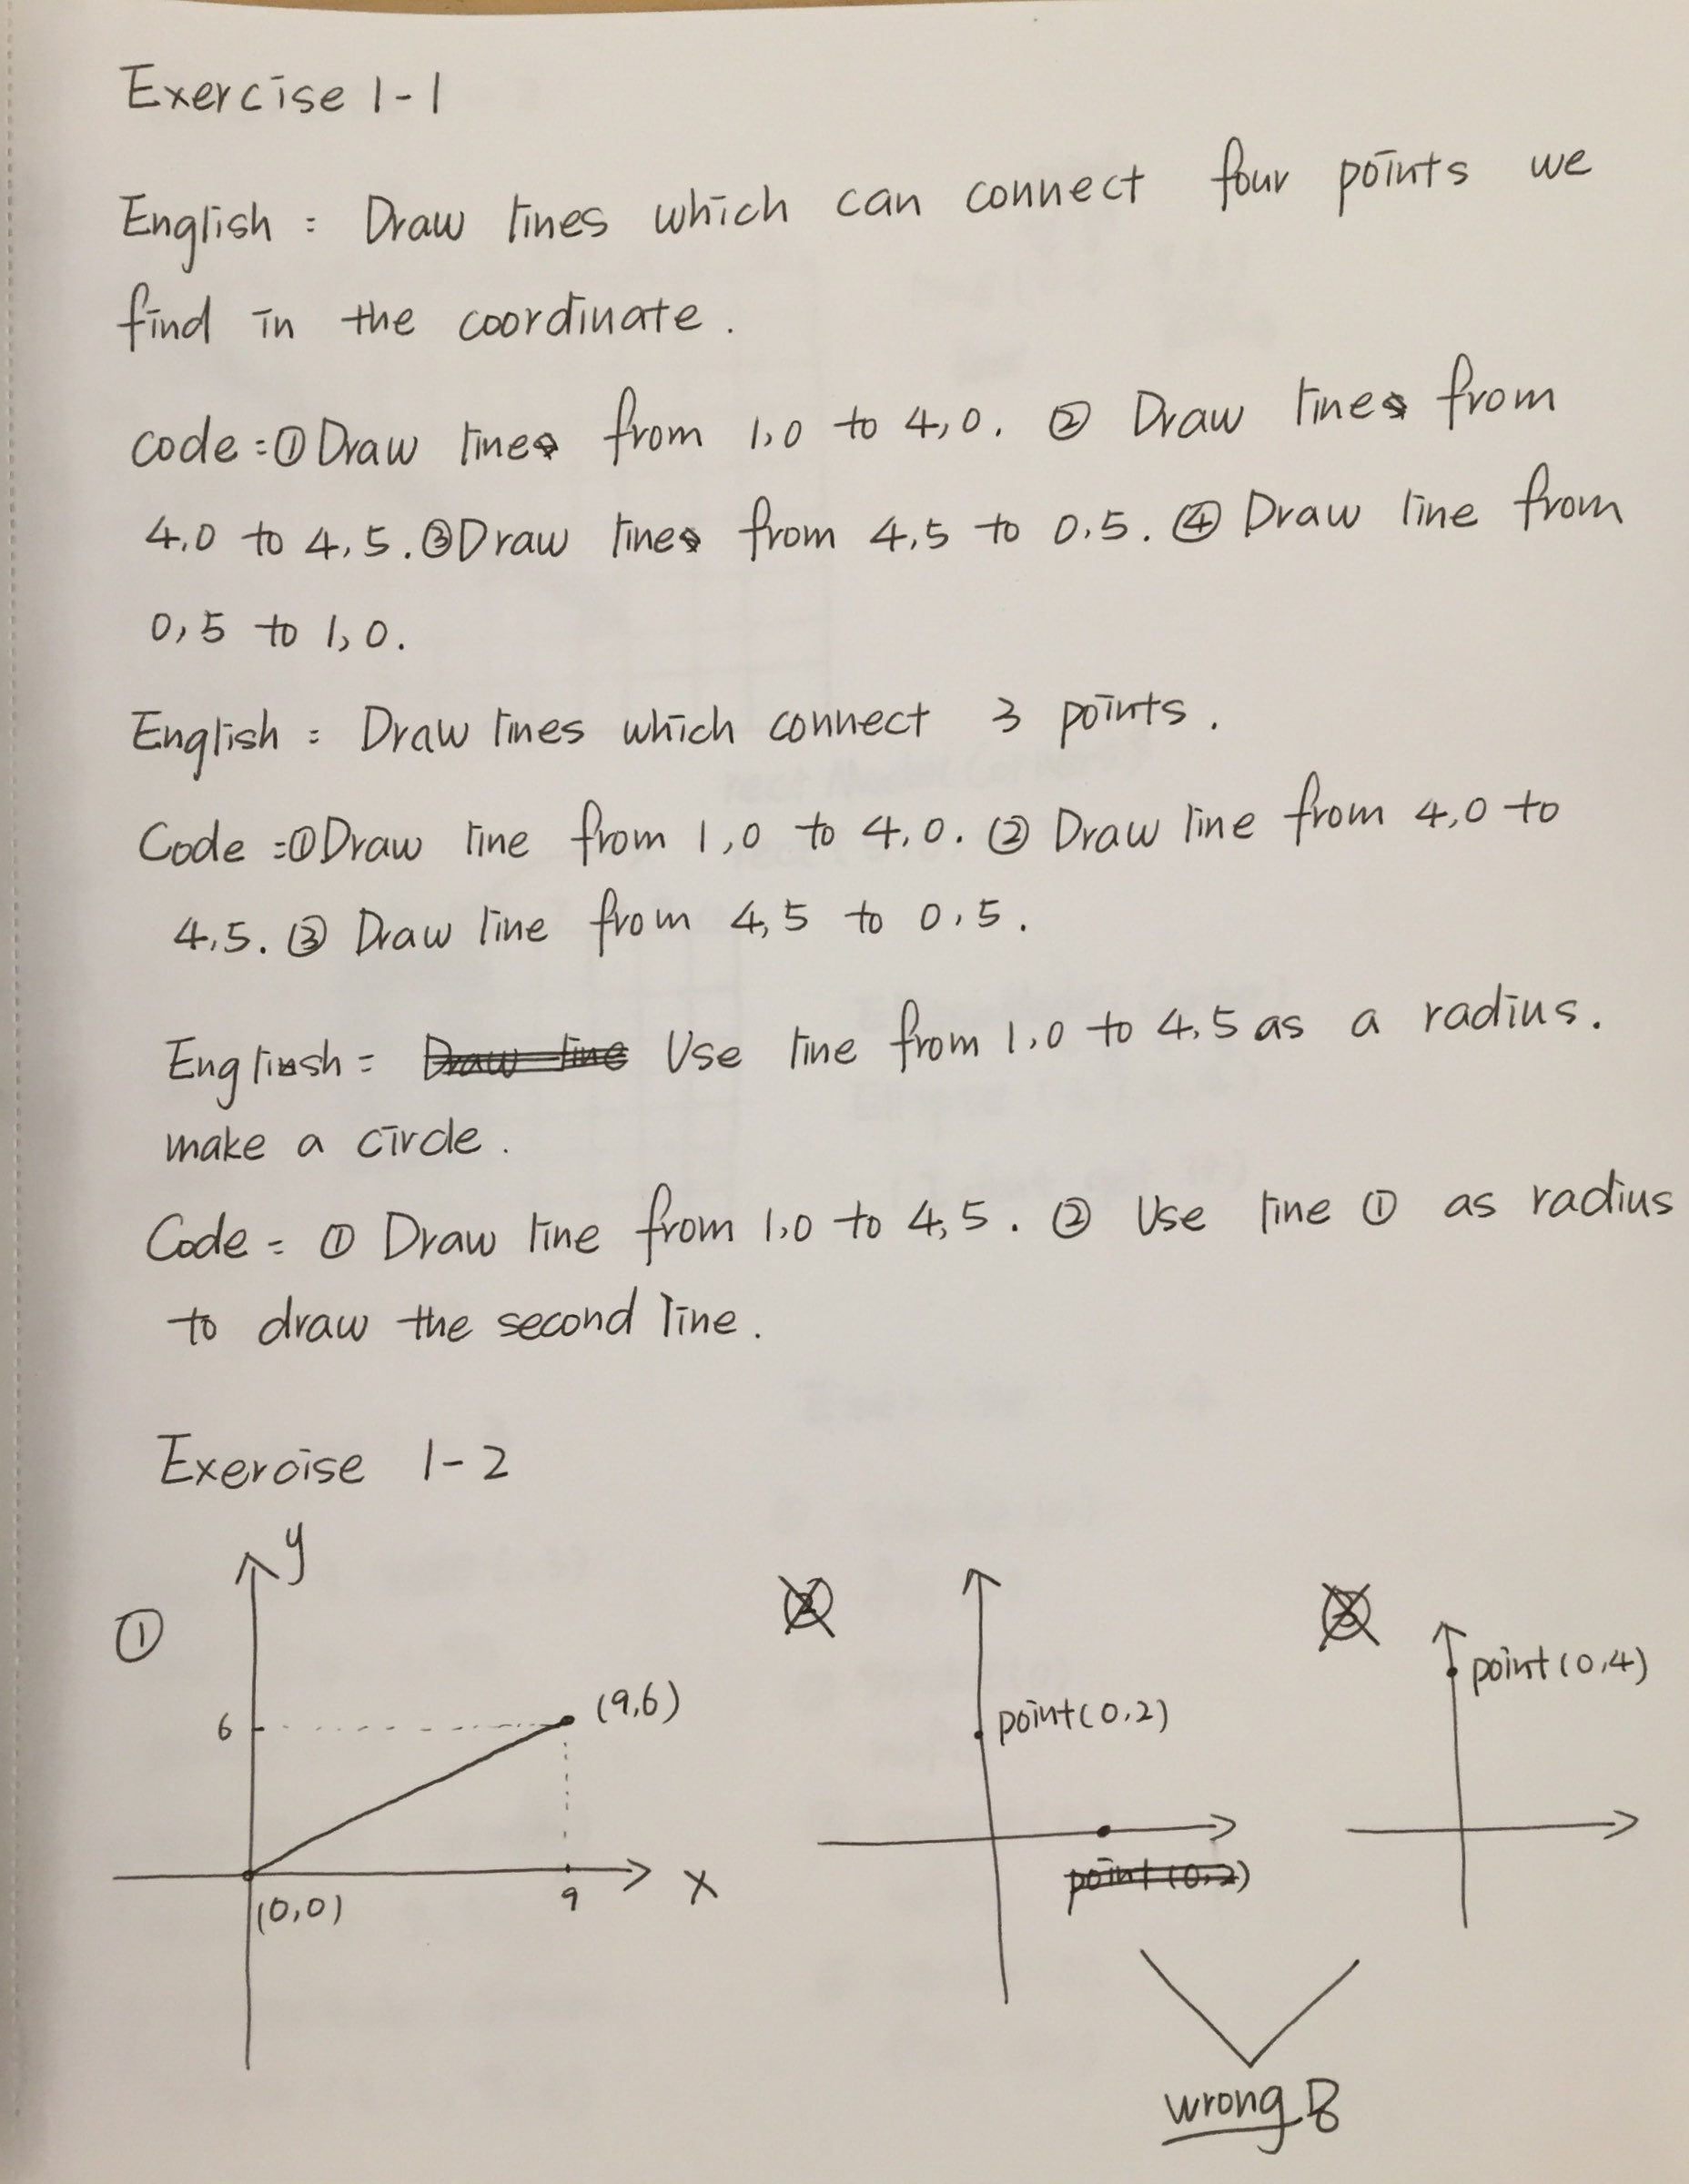 Exercise 1-1
English : Draw lines which can connect four points we
find in the coordinate .
code : ① Draw line from 1,0 to 4,0. ② Draw line from
4,0 to 4,5. ③ Draw line from 4,5 to 0,5. ④ Draw line from
0,5 to 1,0.
English : Draw lines which connect 3 points .
Code : ① Draw line from 1,0 to 4,0. ② Draw line from 4,0 to
4,5. ③ Draw line from 4,5 to 0,5.
English : Draw line Use line from 1,0 to 4,5 as a radius.
make a circle .
Code : ① Draw line from 1,0 to 4,5 . ② Use line ① as radius
to draw the second line .
Exercise 1-2
y
①
②
③
point (0,4)
(9,6)
6
point (0,2)
point (0,2)
x
9
(0,0)
wrong